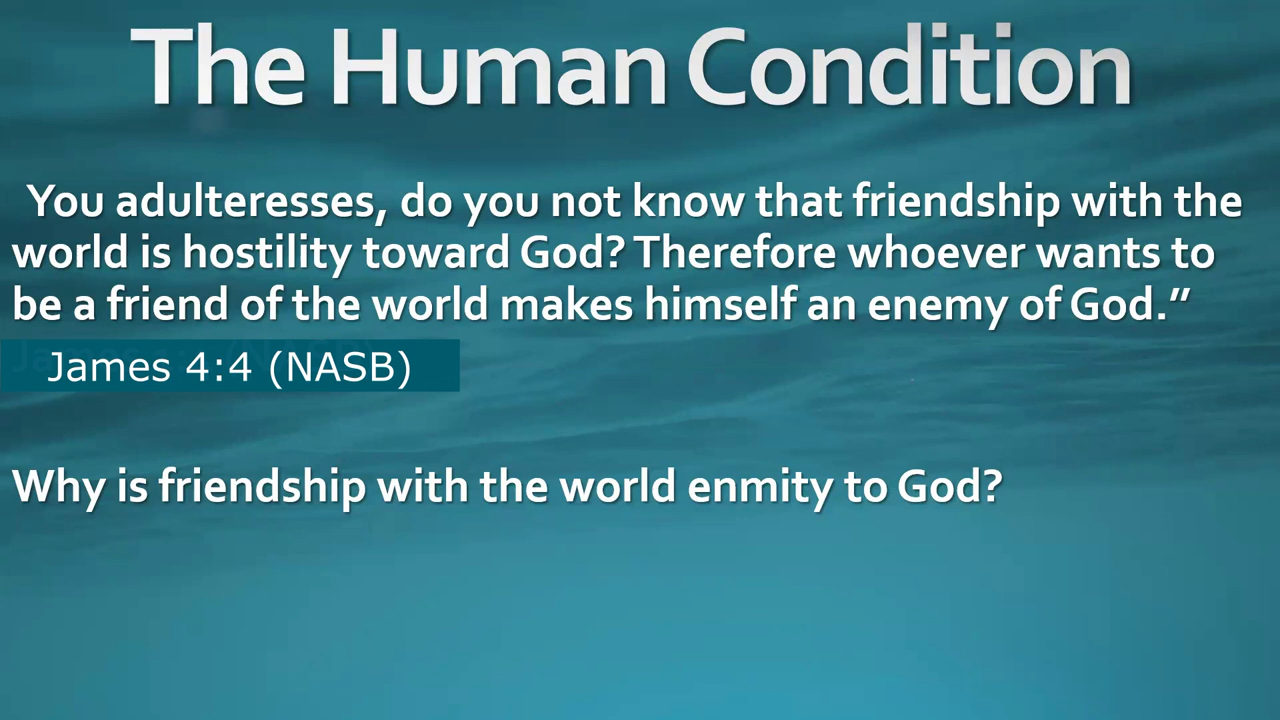 The Human Condition
You adulteresses, do you not know that friendship with the
world is hostility toward God? Therefore whoever wants to
be a friend of the world makes himself an enemy of God.”
James 4:4 (NASB)
Why is friendship with the world enmity to God?